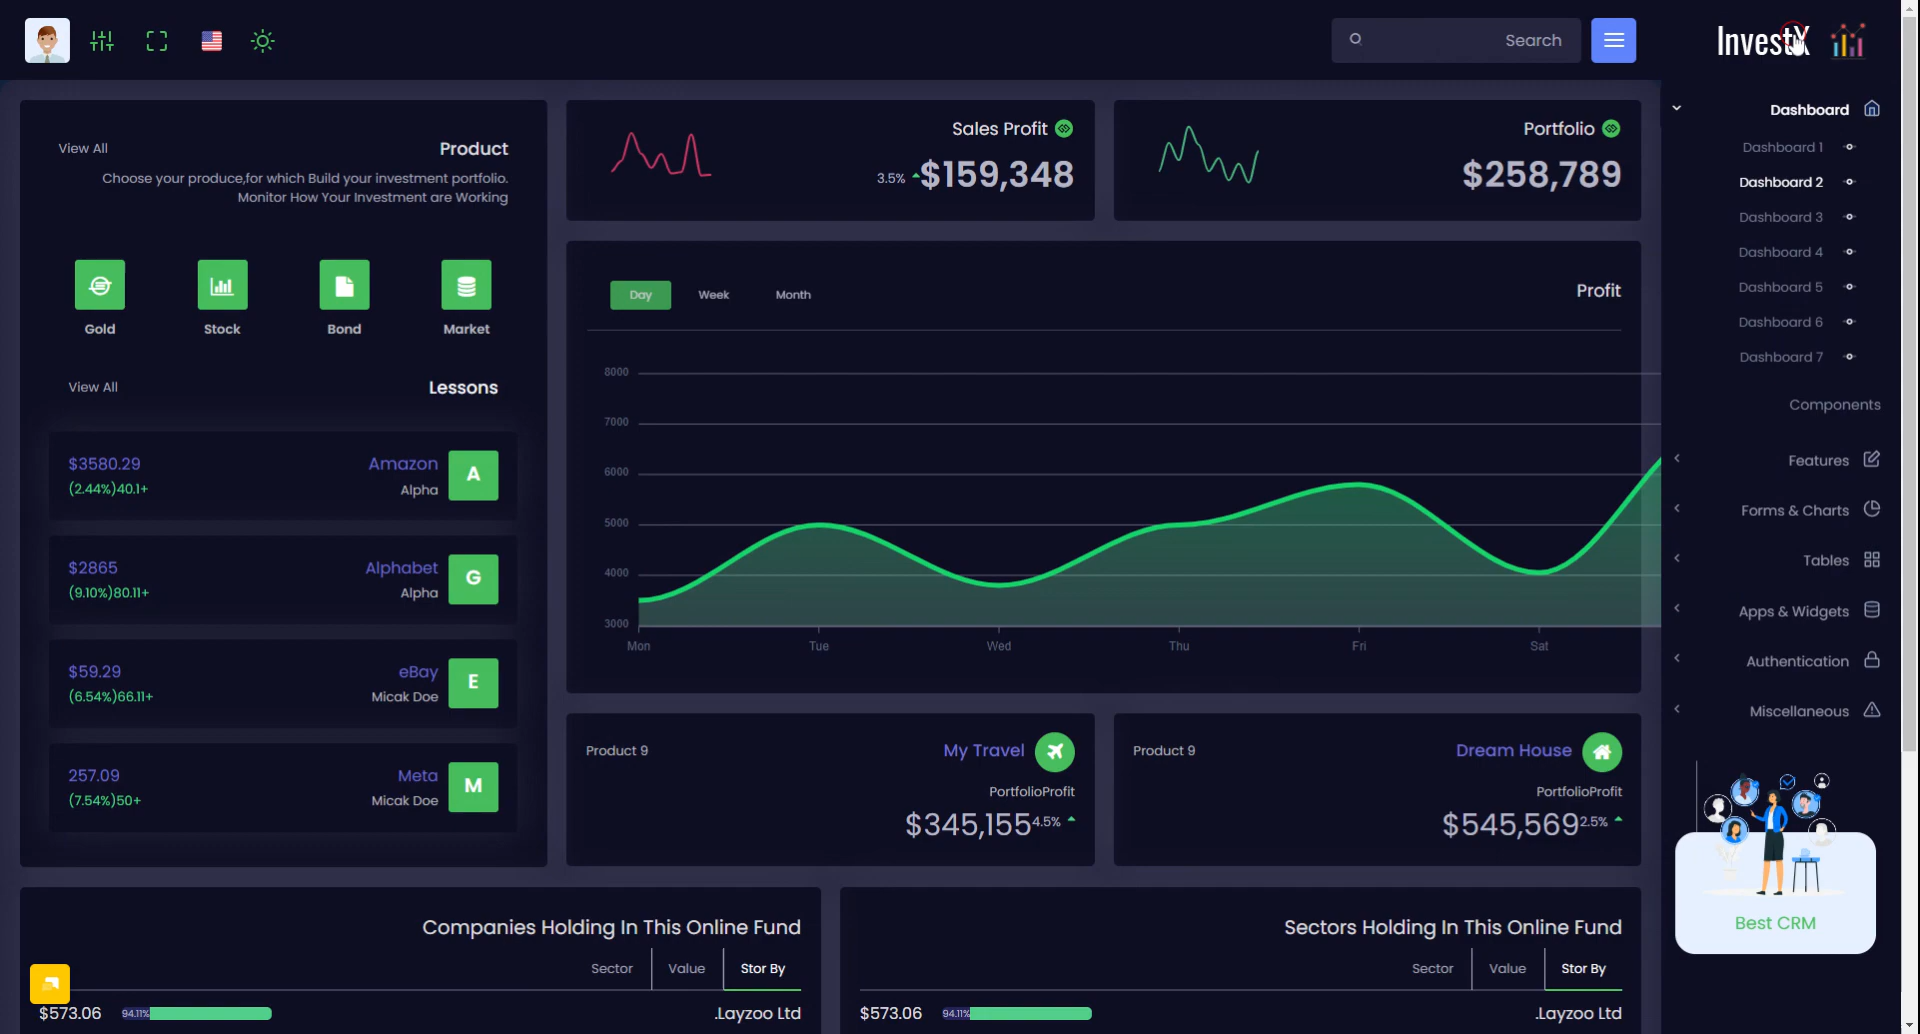 Search
InvestX
View All
Product
Choose your produce,for which Build your investment portfolio.
Monitor How Your Investment are Working
Gold
Stock
Bond
Market
View All
Lessons
$3580.29
Amazon
A
(2.44%)40.1+
Alpha
$2865
Alphabet
G
(9.10%)80.11+
Alpha
$59.29
eBay
E
(6.54%)66.11+
Micak Doe
257.09
Meta
M
(7.54%)50+
Micak Doe
Sales Profit
3.5%
$159,348
Portfolio
$258,789
Day
Week
Month
Profit
8000
7000
6000
5000
4000
3000
Mon
Tue
Wed
Thu
Fri
Sat
Product 9
My Travel
PortfolioProfit
$345,155
4.5%
Product 9
Dream House
PortfolioProfit
$545,569
2.5%
Companies Holding In This Online Fund
Sector
Value
Stor By
$573.06
94.11%
.Layzoo Ltd
Sectors Holding In This Online Fund
Sector
Value
Stor By
$573.06
94.11%
.Layzoo Ltd
Dashboard
Dashboard 1
Dashboard 2
Dashboard 3
Dashboard 4
Dashboard 5
Dashboard 6
Dashboard 7
Components
Features
Forms & Charts
Tables
Apps & Widgets
Authentication
Miscellaneous
Best CRM